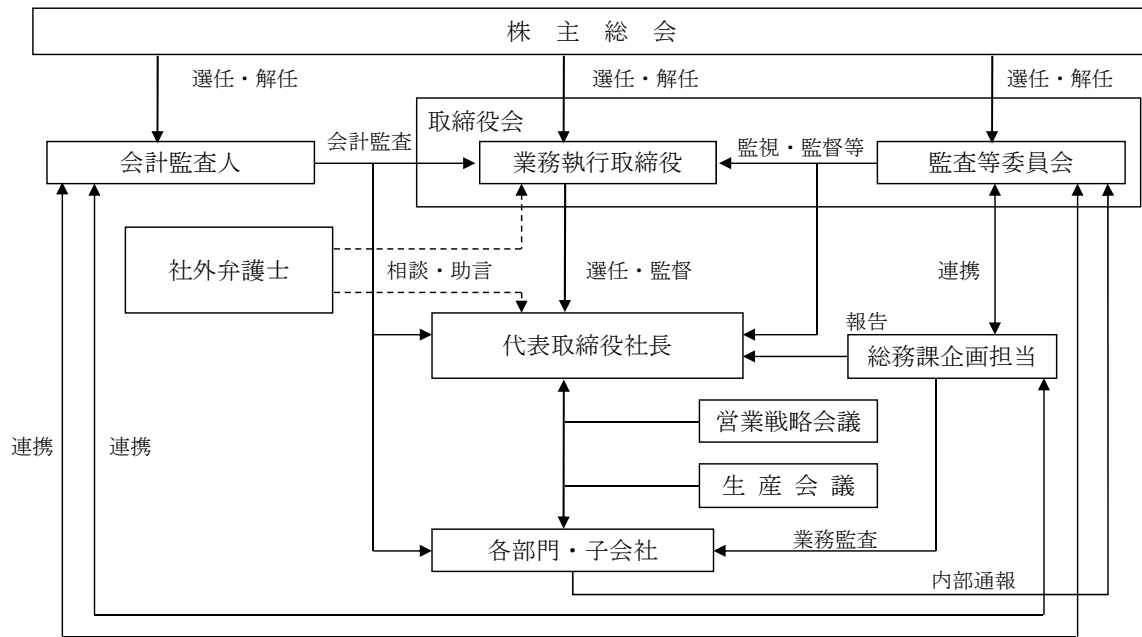 株 主 総 会
選任・解任
選任・解任
選任・解任
取締役会
会計監査人
会計監査
業務執行取締役
監視・監督等
監査等委員会
社外弁護士
相談・助言
選任・監督
連携
代表取締役社長
報告
総務課企画担当
連携
連携
営業戦略会議
生 産 会 議
各部門・子会社
業務監査
内部通報